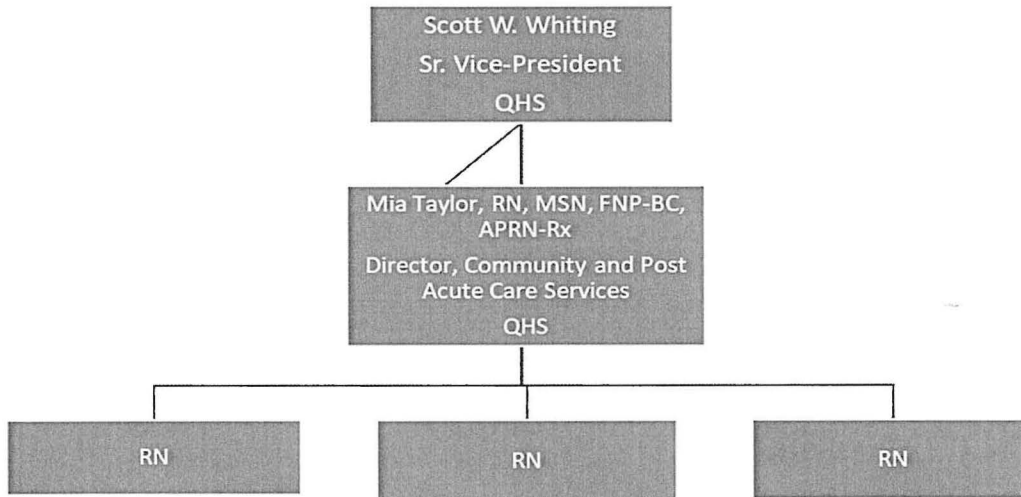 Scott W. Whiting
Sr. Vice-President
QHS
Mia Taylor, RN, MSN, FNP-BC,
APRN-Rx
Director, Community and Post
Acute Care Services
QHS
RN
RN
RN